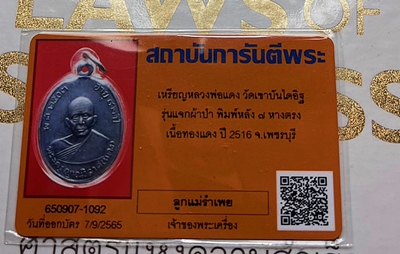 LAWS OF
สถาบันการันตีพระ
เหรียญหลวงพ่อแดง วัดเขาบันไดอิฐ
รุ่นแจกผ้าป่า พิมพ์หลัง ๗ หางตรง
เนื้อทองแดง ปี 2516 จ.เพชรบุรี
650907-1092
วันที่ออกบัตร 7/9/2565
ลูกแม่รำเพย
เจ้าของพระเครื่อง